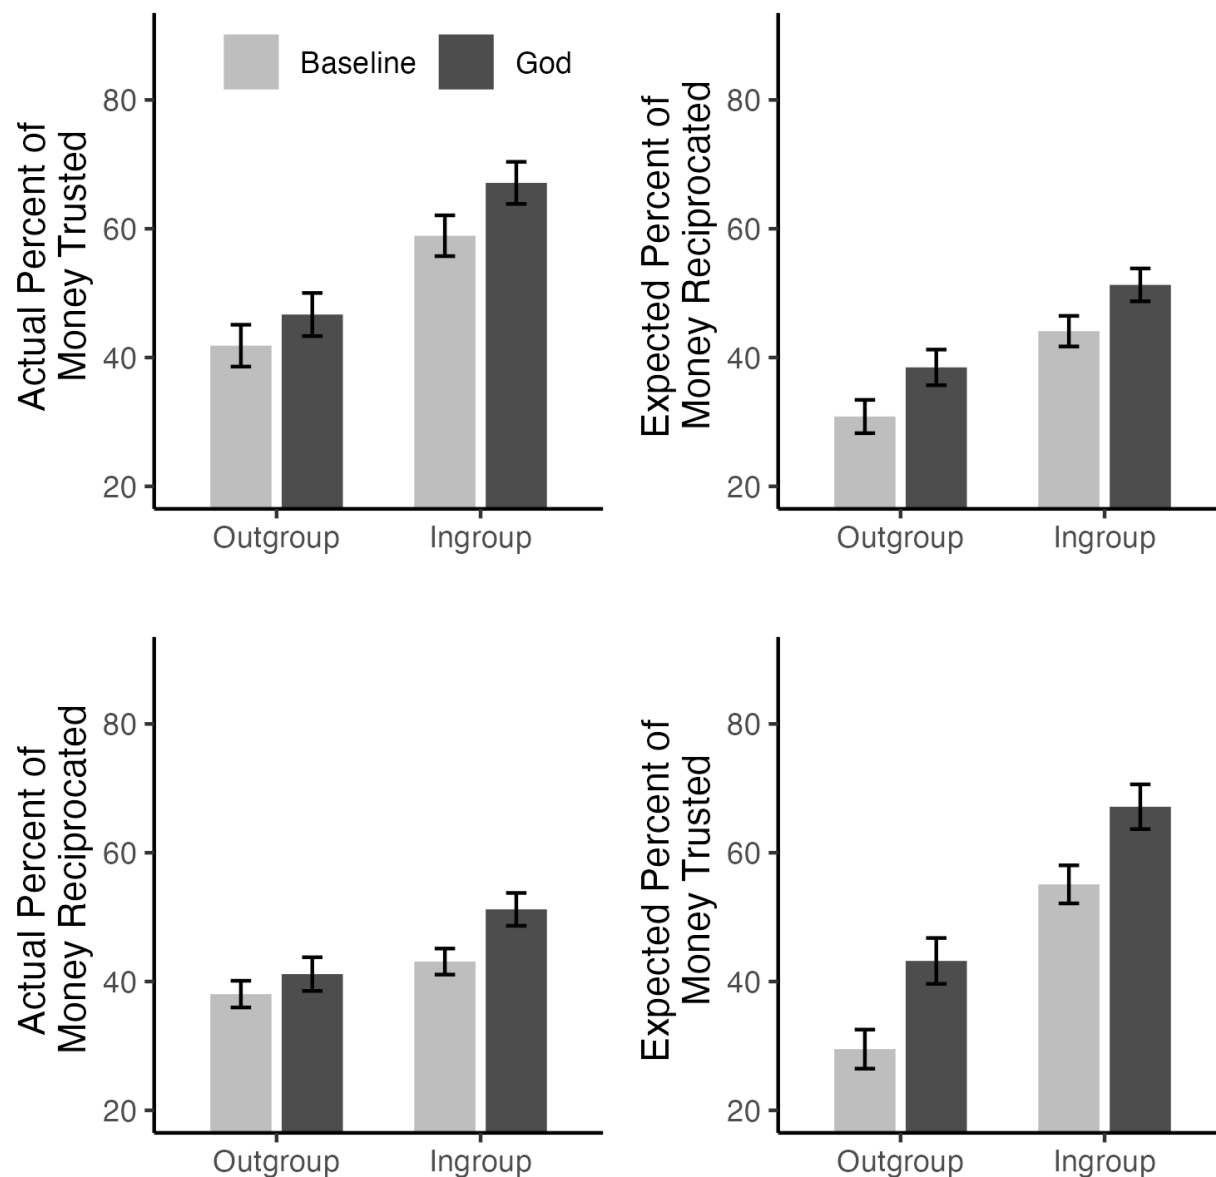 Baseline God
Actual Percent of
Money Trusted
80
60
40
20
Outgroup Ingroup
Expected Percent of
Money Reciprocated
80
60
40
20
Outgroup Ingroup
Actual Percent of
Money Reciprocated
80
60
40
20
Outgroup Ingroup
Expected Percent of
Money Trusted
80
60
40
20
Outgroup Ingroup